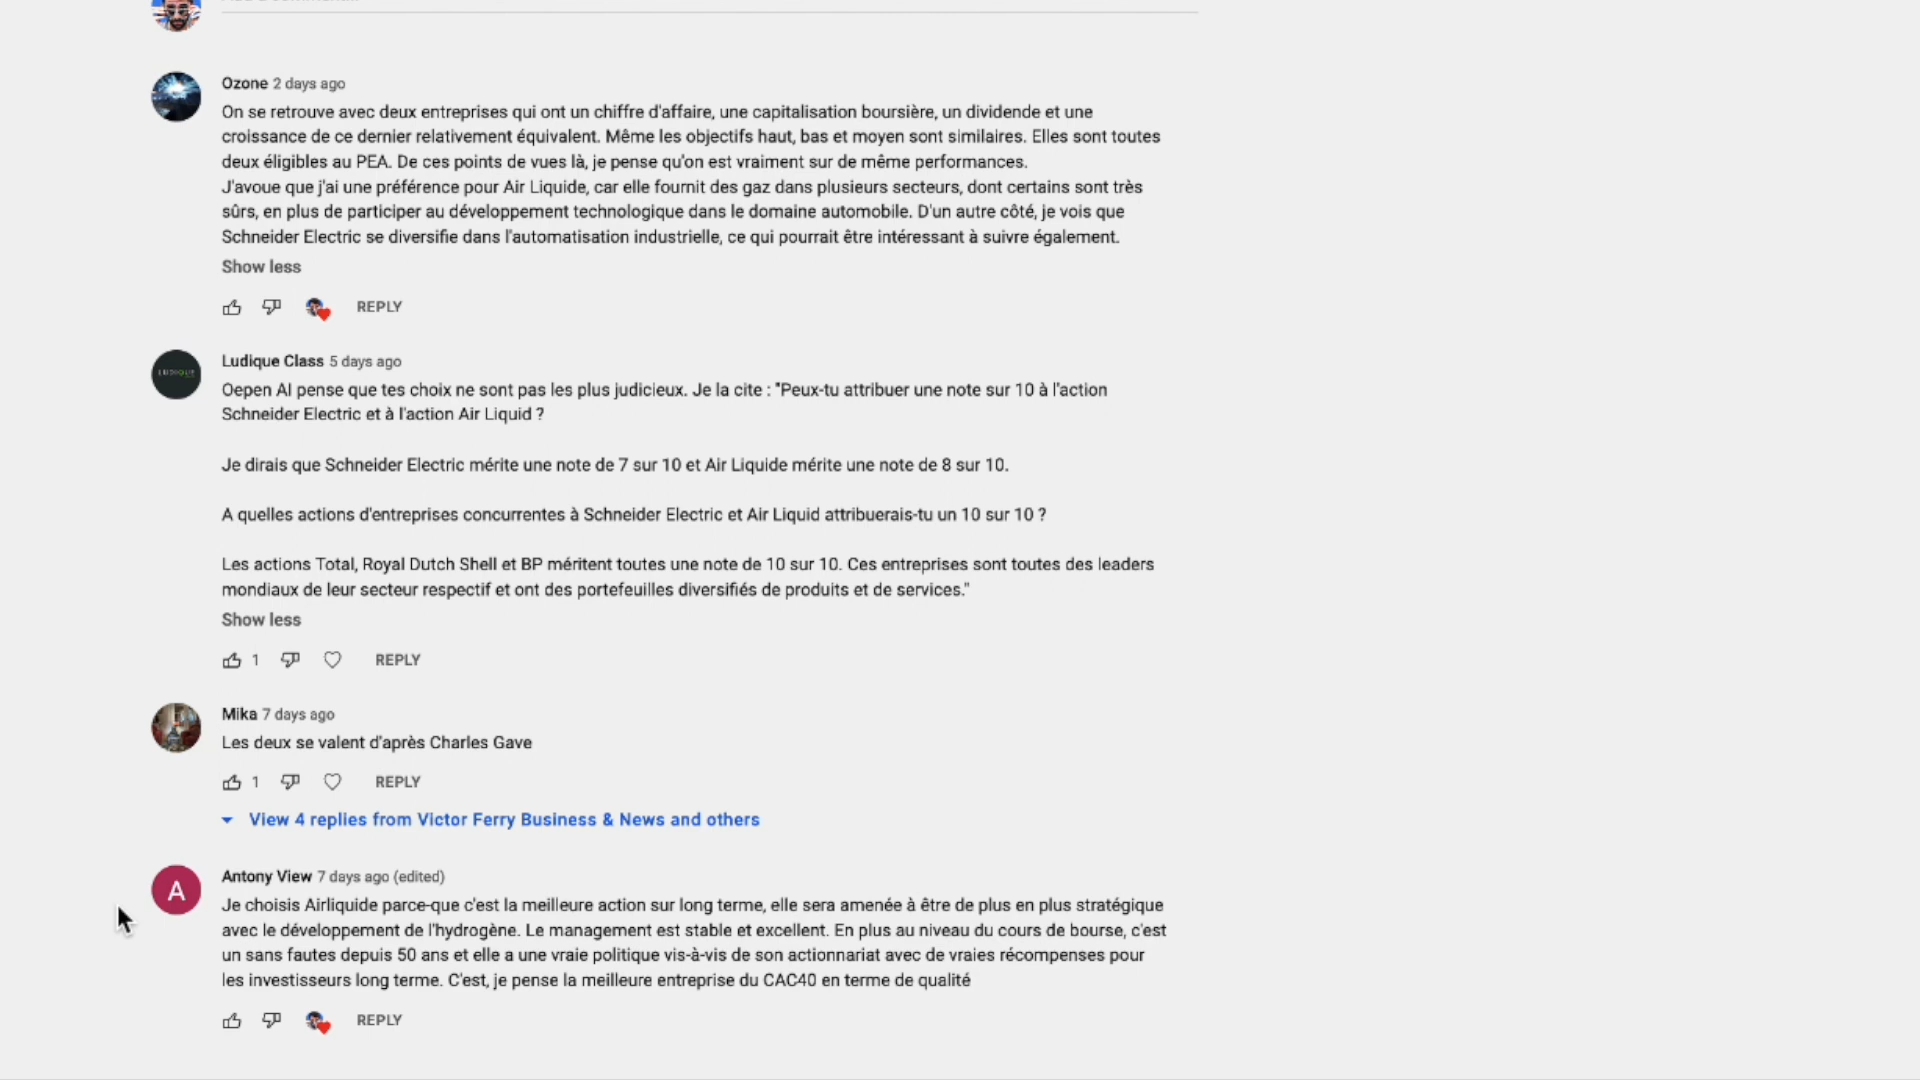 Ozone 2 days ago
On se retrouve avec deux entreprises qui ont un chiffre d'affaire, une capitalisation boursière, un dividende et une
croissance de ce dernier relativement équivalent. Même les objectifs haut, bas et moyen sont similaires. Elles sont toutes
deux éligibles au PEA. De ces points de vues là, je pense qu'on est vraiment sur de même performances.
J'avoue que j'ai une préférence pour Air Liquide, car elle fournit des gaz dans plusieurs secteurs, dont certains sont très
sûrs, en plus de participer au développement technologique dans le domaine automobile. D'un autre côté, je vois que
Schneider Electric se diversifie dans l'automatisation industrielle, ce qui pourrait être intéressant à suivre également.
Show less
REPLY
LUDIQUE
Ludique Class 5 days ago
Oepen AI pense que tes choix ne sont pas les plus judicieux. Je la cite : "Peux-tu attribuer une note sur 10 à l'action
Schneider Electric et à l'action Air Liquid ?
Je dirais que Schneider Electric mérite une note de 7 sur 10 et Air Liquide mérite une note de 8 sur 10.
A quelles actions d'entreprises concurrentes à Schneider Electric et Air Liquid attribuerais-tu un 10 sur 10 ?
Les actions Total, Royal Dutch Shell et BP méritent toutes une note de 10 sur 10. Ces entreprises sont toutes des leaders
mondiaux de leur secteur respectif et ont des portefeuilles diversifiés de produits et de services."
Show less
1 REPLY
Mika 7 days ago
Les deux se valent d'après Charles Gave
1 REPLY
View 4 replies from Victor Ferry Business & News and others
A
Antony View 7 days ago (edited)
Je choisis Airliquide parce-que c'est la meilleure action sur long terme, elle sera amenée à être de plus en plus stratégique
avec le développement de l'hydrogène. Le management est stable et excellent. En plus au niveau du cours de bourse, c'est
un sans fautes depuis 50 ans et elle a une vraie politique vis-à-vis de son actionnariat avec de vraies récompenses pour
les investisseurs long terme. C'est, je pense la meilleure entreprise du CAC40 en terme de qualité
REPLY